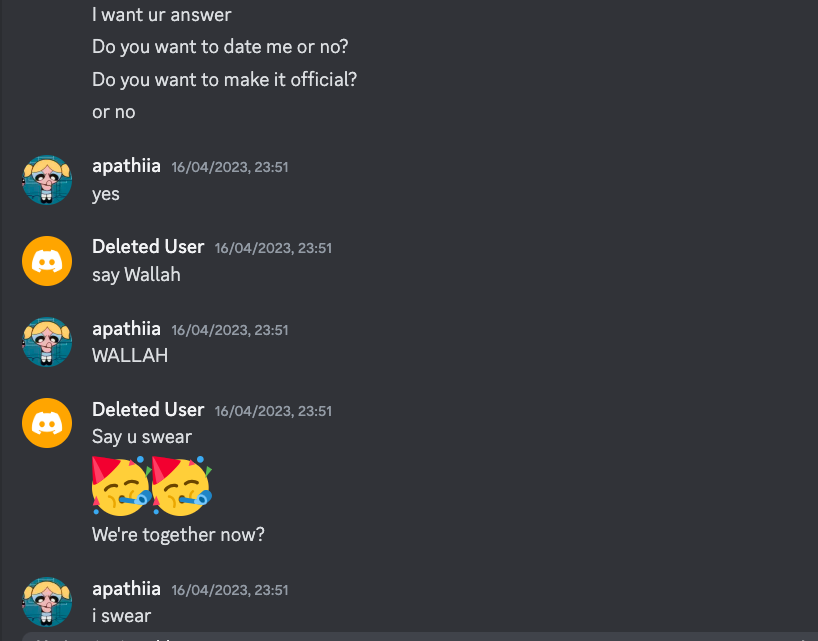 I want ur answer
Do you want to date me or no?
Do you want to make it official?
or no
apathiia 16/04/2023, 23:51
yes
Deleted User 16/04/2023, 23:51
say Wallah
apathiia 16/04/2023, 23:51
WALLAH
Deleted User 16/04/2023, 23:51
Say u swear
We're together now?
apathiia 16/04/2023, 23:51
i swear